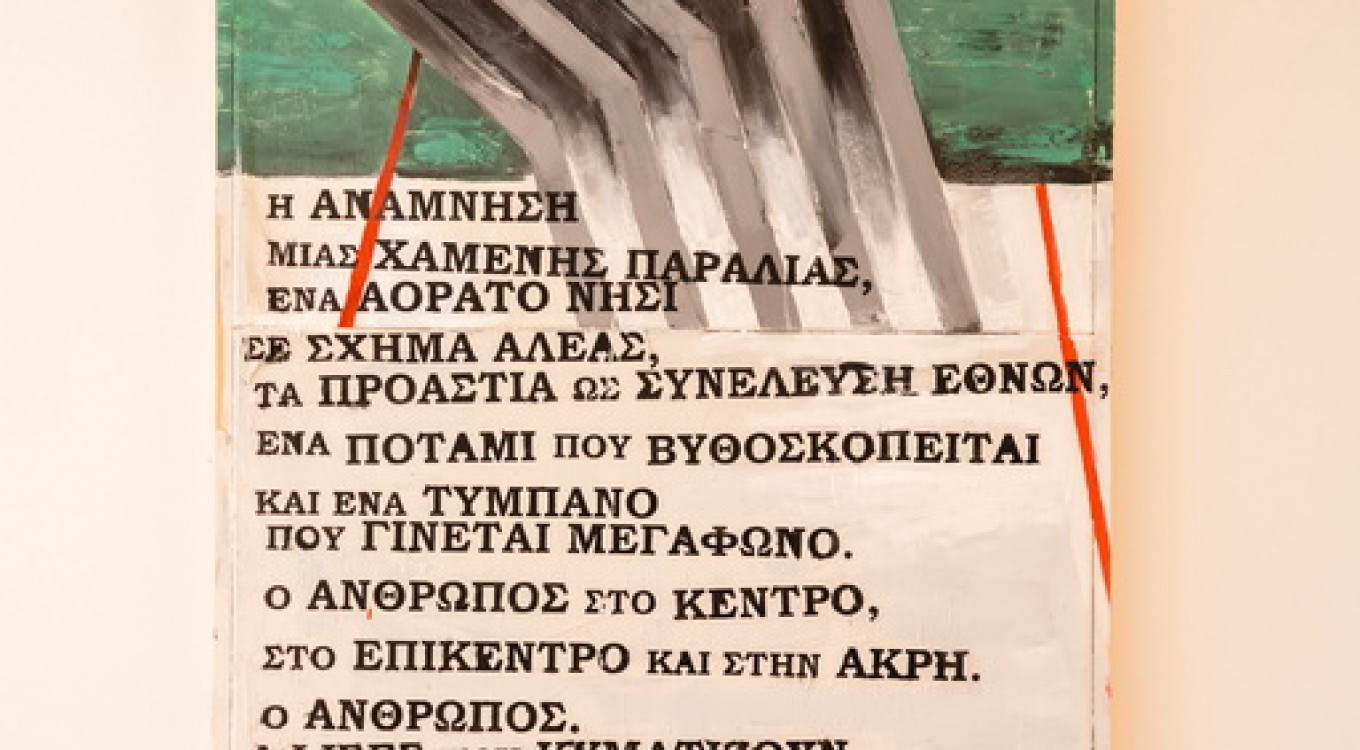 Η ΑΝΑΜΝΗΣΗ
ΜΙΑΣ ΧΑΜΕΝΗΣ ΠΑΡΑΛΙΑΣ,
ΕΝΑ ΑΟΡΑΤΟ ΝΗΣΙ
ΣΕ ΣΧΗΜΑ ΑΛΕΑΣ,
ΤΑ ΠΡΟΑΣΤΙΑ ΩΣ ΣΥΝΕΛΕΥΣΗ ΕΘΝΩΝ,
ΕΝΑ ΠΟΤΑΜΙ ΠΟΥ ΒΥΘΟΣΚΟΠΕΙΤΑΙ
ΚΑΙ ΕΝΑ ΤΥΜΠΑΝΟ
ΠΟΥ ΓΙΝΕΤΑΙ ΜΕΓΑΦΩΝΟ.
Ο ΑΝΘΡΩΠΟΣ ΣΤΟ ΚΕΝΤΡΟ,
ΣΤΟ ΕΠΙΚΕΝΤΡΟ ΚΑΙ ΣΤΗΝ ΑΚΡΗ.
Ο ΑΝΘΡΩΠΟΣ.